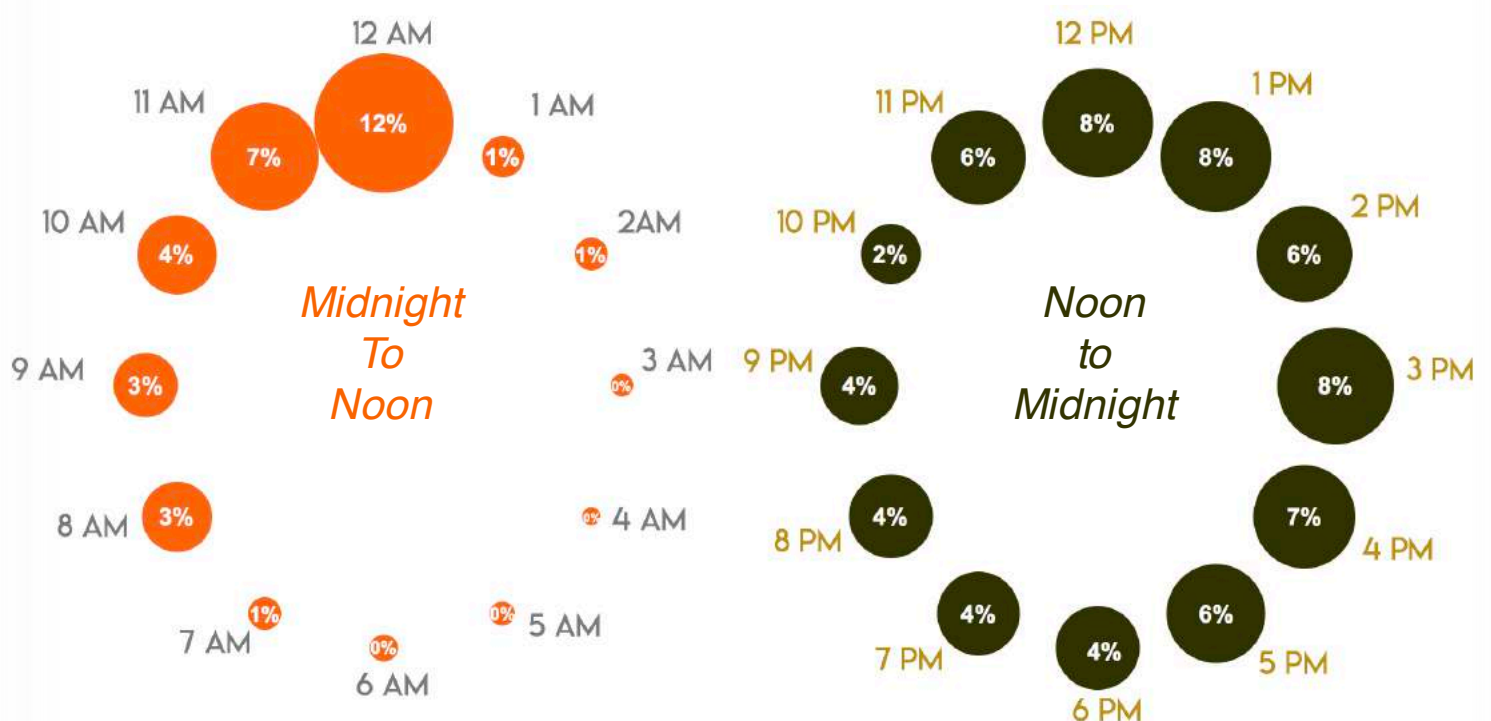 12 AM
12%
1 AM
1%
2AM
1%
3 AM
0%
4 AM
0%
5 AM
0%
6 AM
0%
7 AM
1%
8 AM
3%
9 AM
3%
10 AM
4%
11 AM
7%
Midnight
To
Noon
12 PM
8%
1 PM
8%
2 PM
6%
3 PM
8%
4 PM
7%
5 PM
6%
6 PM
4%
7 PM
4%
8 PM
4%
9 PM
4%
10 PM
2%
11 PM
6%
Noon
to
Midnight